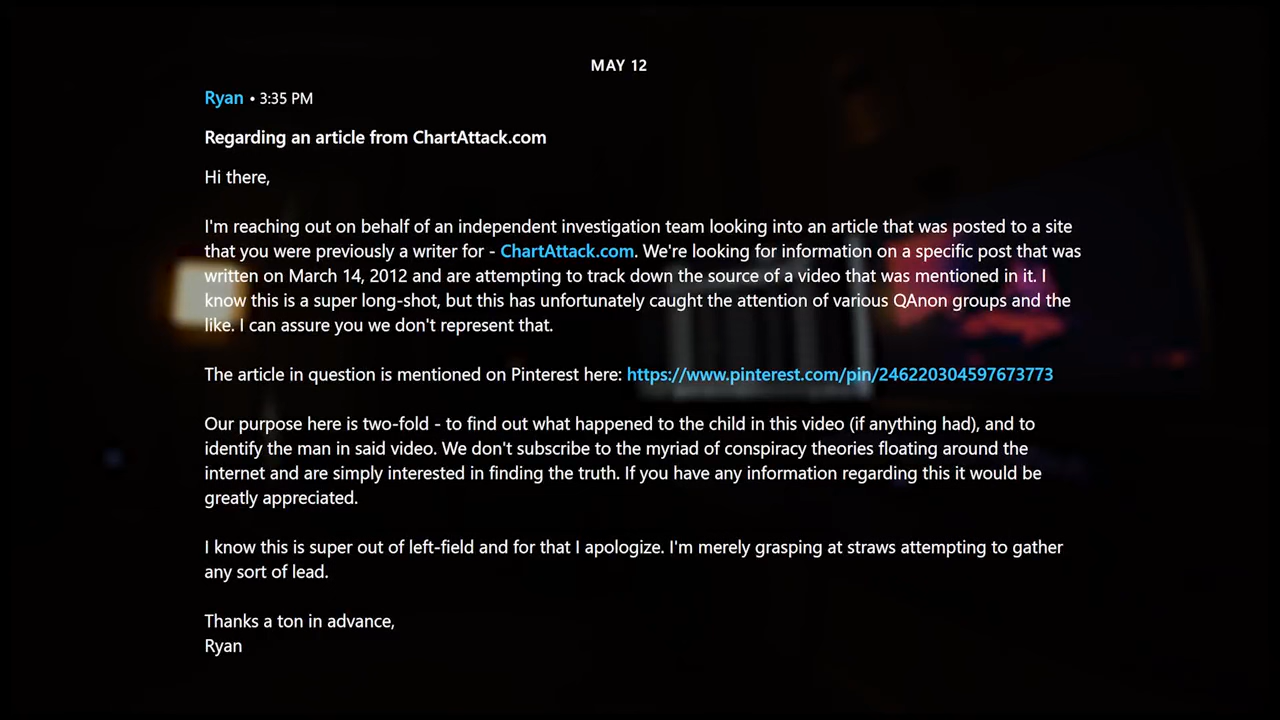 MAY 12
Ryan • 3:35 PM
Regarding an article from ChartAttack.com
Hi there,
I'm reaching out on behalf of an independent investigation team looking into an article that was posted to a site
that you were previously a writer for - ChartAttack.com. We're looking for information on a specific post that was
written on March 14, 2012 and are attempting to track down the source of a video that was mentioned in it. I
know this is a super long-shot, but this has unfortunately caught the attention of various QAnon groups and the
like. I can assure you we don't represent that.
The article in question is mentioned on Pinterest here: https://www.pinterest.com/pin/246220304597673773
Our purpose here is two-fold - to find out what happened to the child in this video (if anything had), and to
identify the man in said video. We don't subscribe to the myriad of conspiracy theories floating around the
internet and are simply interested in finding the truth. If you have any information regarding this it would be
greatly appreciated.
I know this is super out of left-field and for that I apologize. I'm merely grasping at straws attempting to gather
any sort of lead.
Thanks a ton in advance,
Ryan